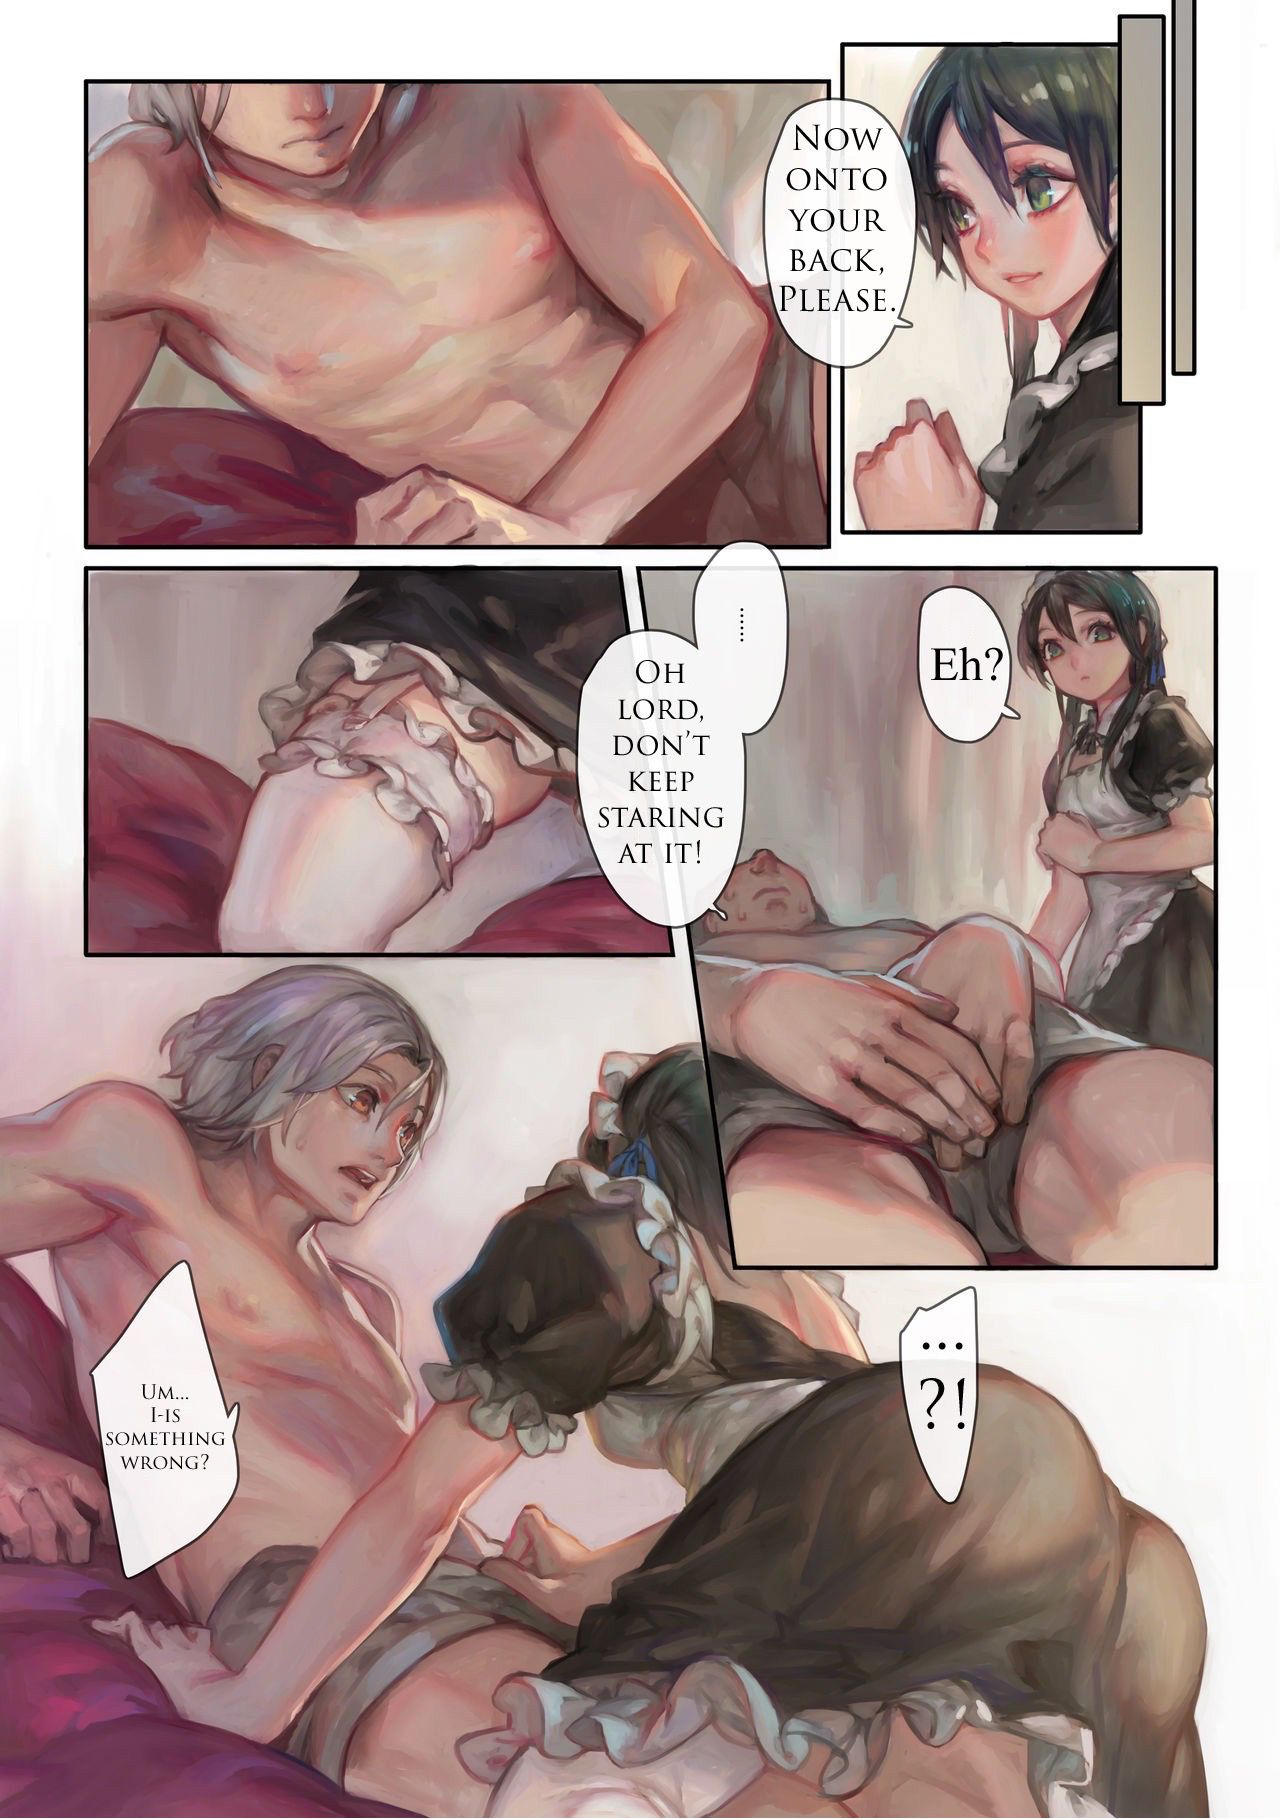 Now
onto
your
back,
Please.
Eh?
......
Oh
lord,
don't
keep
staring
at it!
Um...
I-is
something
wrong?
...
?!